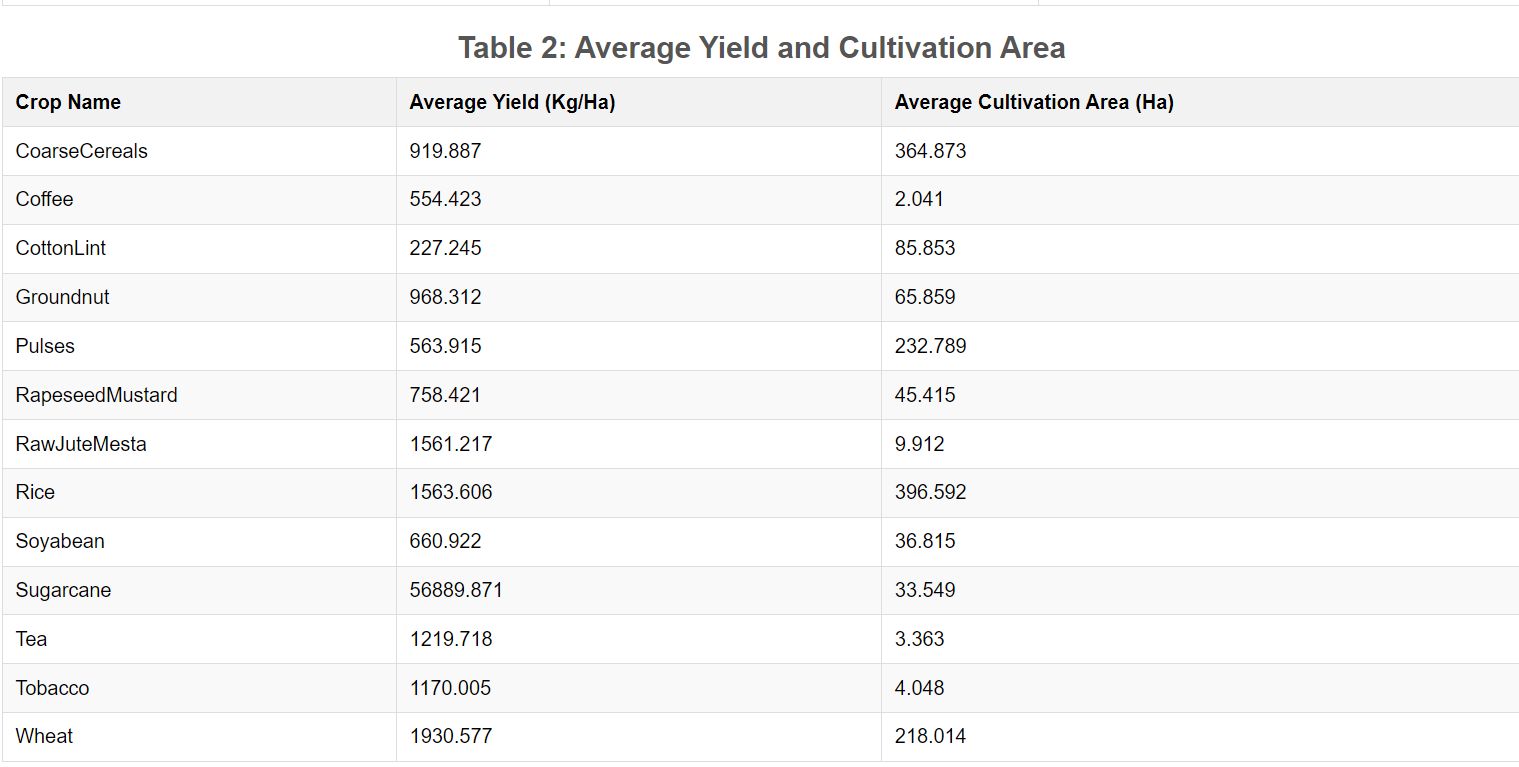 Table 2: Average Yield and Cultivation Area
Crop Name Average Yield (Kg/Ha) Average Cultivation Area (Ha)
CoarseCereals 919.887 364.873
Coffee 554.423 2.041
CottonLint 227.245 85.853
Groundnut 968.312 65.859
Pulses 563.915 232.789
RapeseedMustard 758.421 45.415
RawJuteMesta 1561.217 9.912
Rice 1563.606 396.592
Soyabean 660.922 36.815
Sugarcane 56889.871 33.549
Tea 1219.718 3.363
Tobacco 1170.005 4.048
Wheat 1930.577 218.014